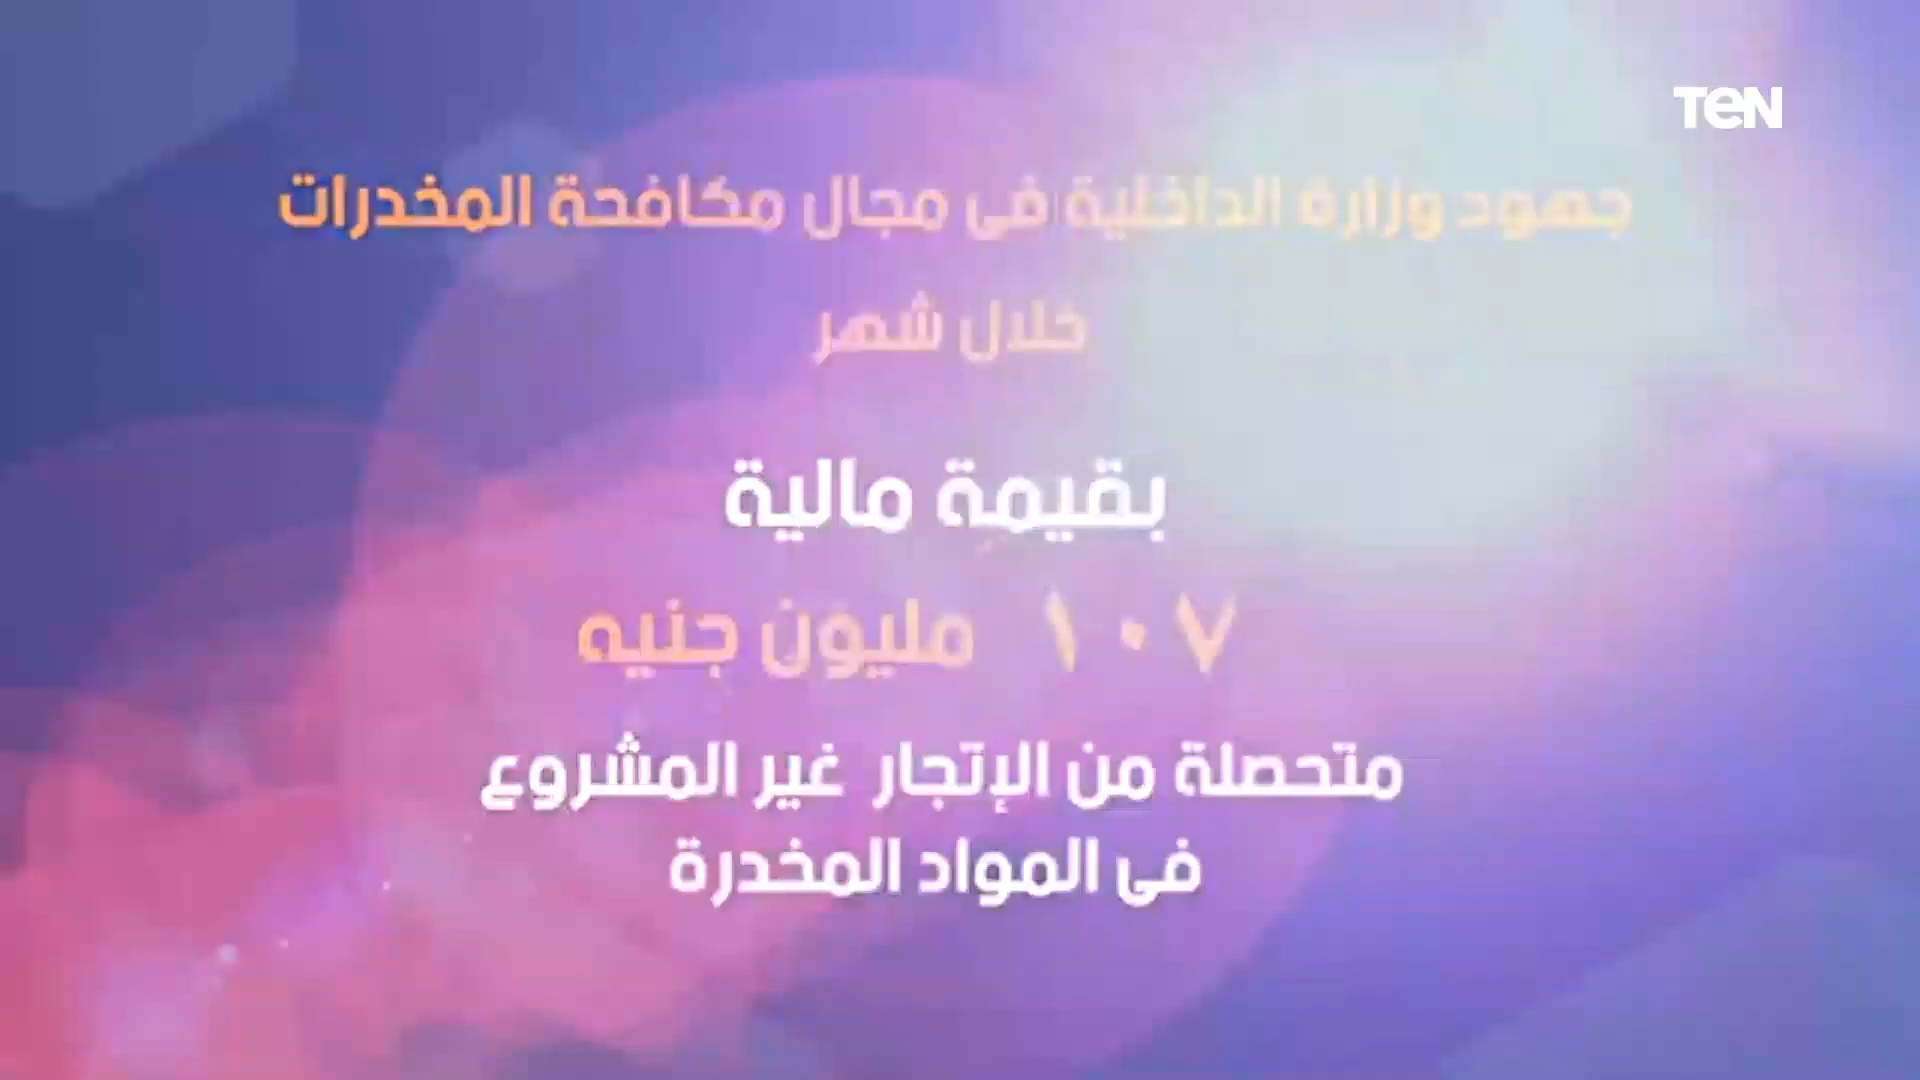 TeN
جهود وزارة الداخلية فى مجال مكافحة المخدرات
خلال شهر
بقيمة مالية
١٠٧ مليون جنيه
متحصلة من الإتجار غير المشروع
فى المواد المخدرة